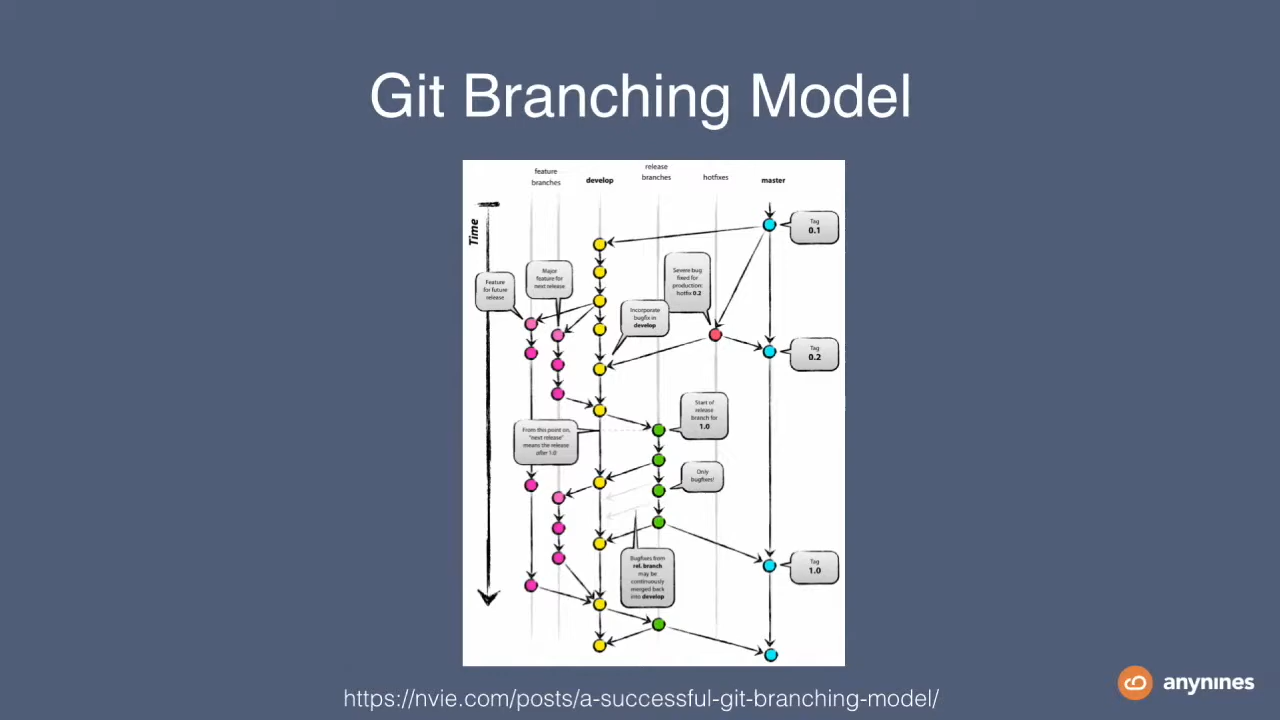 Git Branching Model
feature
branches
develop
release
branches
hotfixes
master
Time
Tag
0.1
Major
feature for
next release
Feature
for future
release
Severe bug
fixed for
production:
hotfix 0.2
Incorporate
bugfix in
develop
Tag
0.2
Start of
release
branch for
1.0
From this point on,
"next release"
means the release
after 1.0
Only
bugfixes!
Bugfixes from
rel. branch
may be
continuously
merged back
into develop
Tag
1.0
https://nvie.com/posts/a-successful-git-branching-model/
anynines